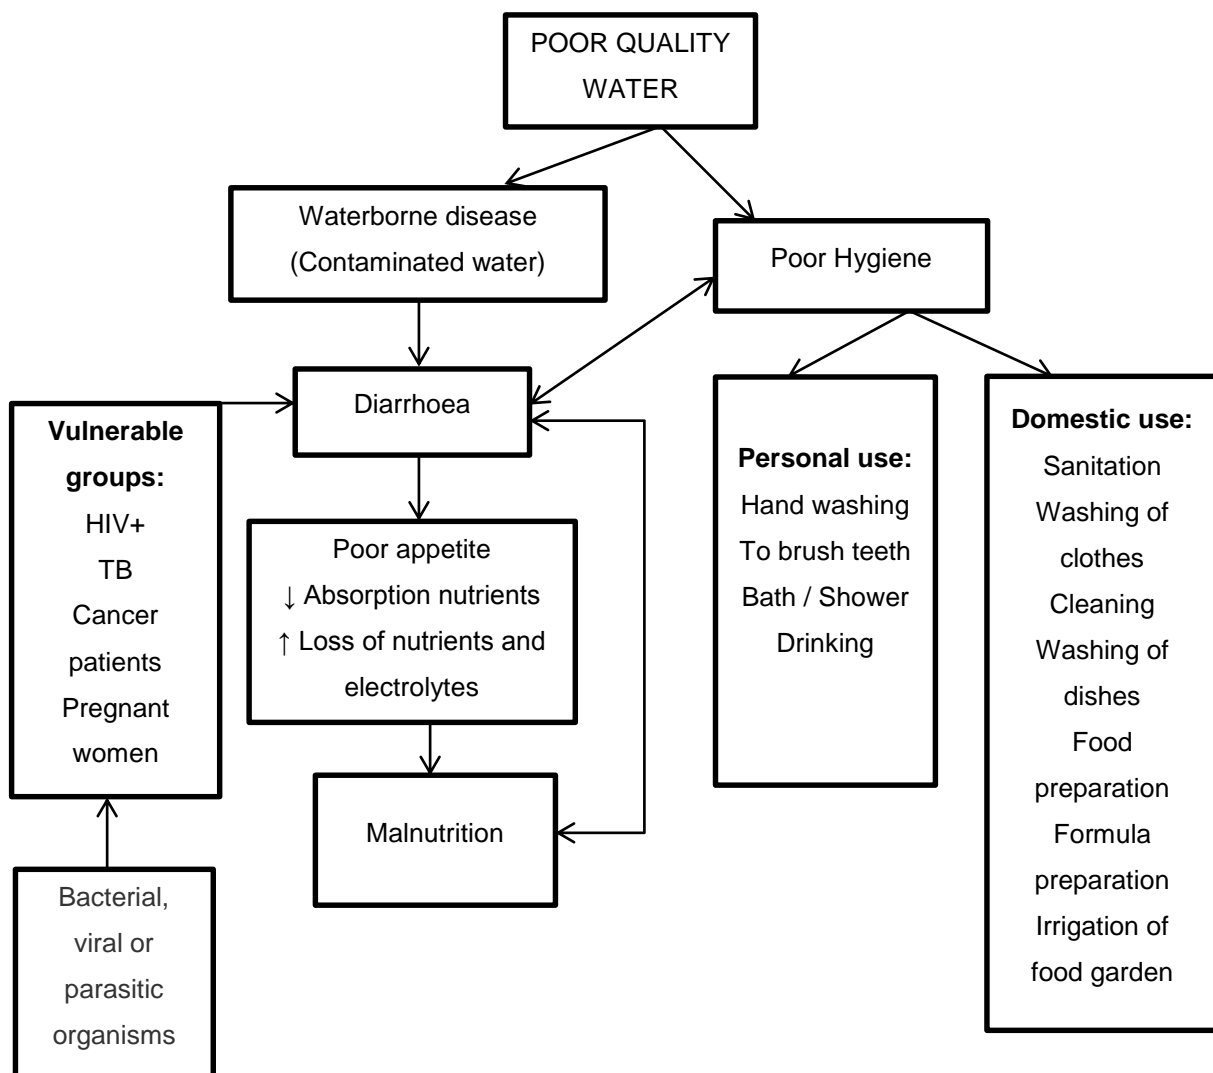 POOR QUALITY
WATER
Waterborne disease
(Contaminated water)
Poor Hygiene
Diarrhoea
Vulnerable
groups:
HIV+
TB
Cancer
patients
Pregnant
women
Poor appetite
↓ Absorption nutrients
↑ Loss of nutrients and
electrolytes
Personal use:
Hand washing
To brush teeth
Bath / Shower
Drinking
Domestic use:
Sanitation
Washing of
clothes
Cleaning
Washing of
dishes
Food
preparation
Formula
preparation
Irrigation of
food garden
Malnutrition
Bacterial,
viral or
parasitic
organisms